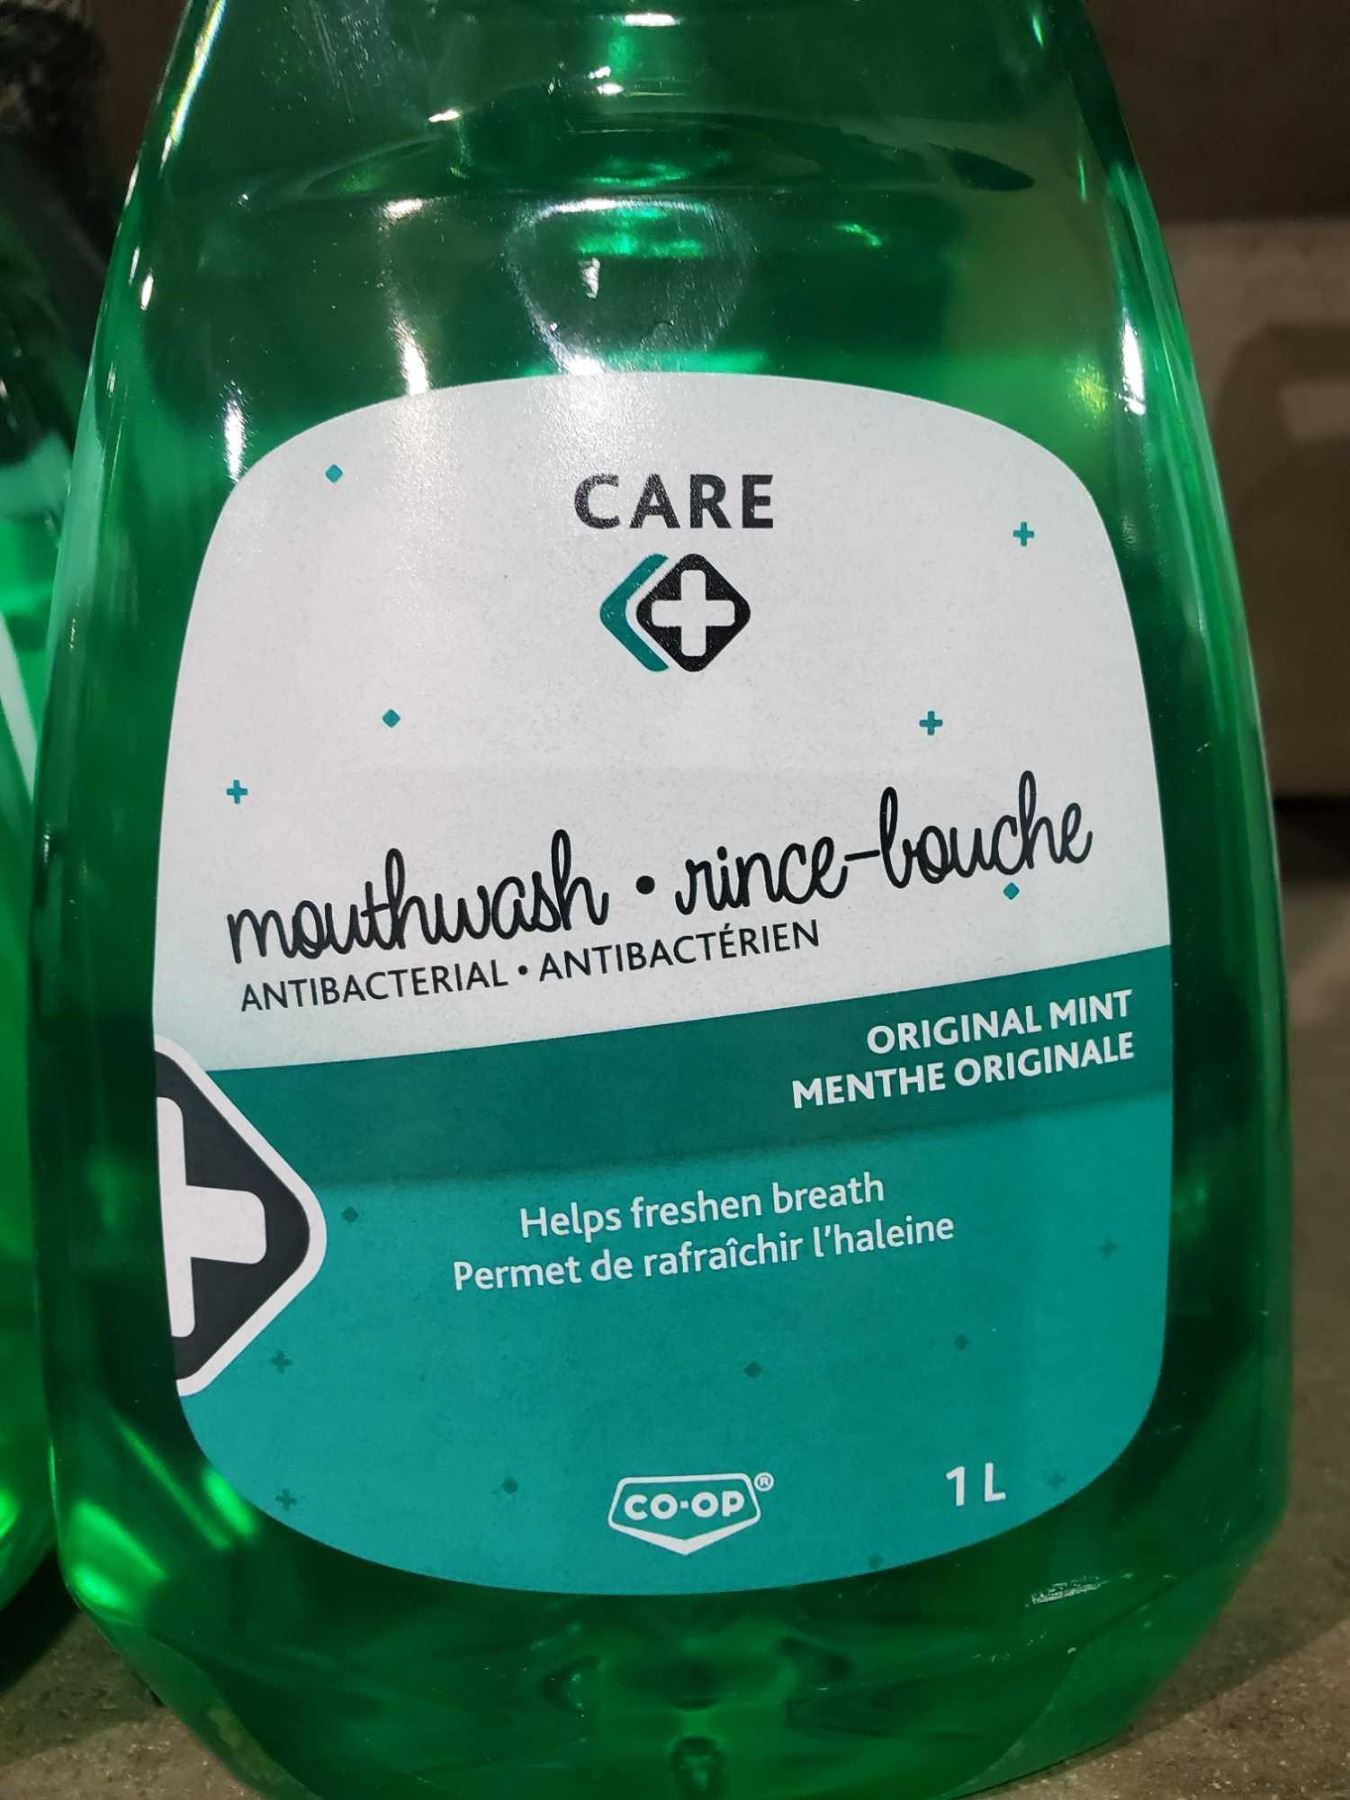 CARE
mouthwash • rince-bouche
ANTIBACTERIAL • ANTIBACTÉRIEN
ORIGINAL MINT
MENTHE ORIGINALE
Helps freshen breath
Permet de rafraîchir l'haleine
CO-OP®
1 L